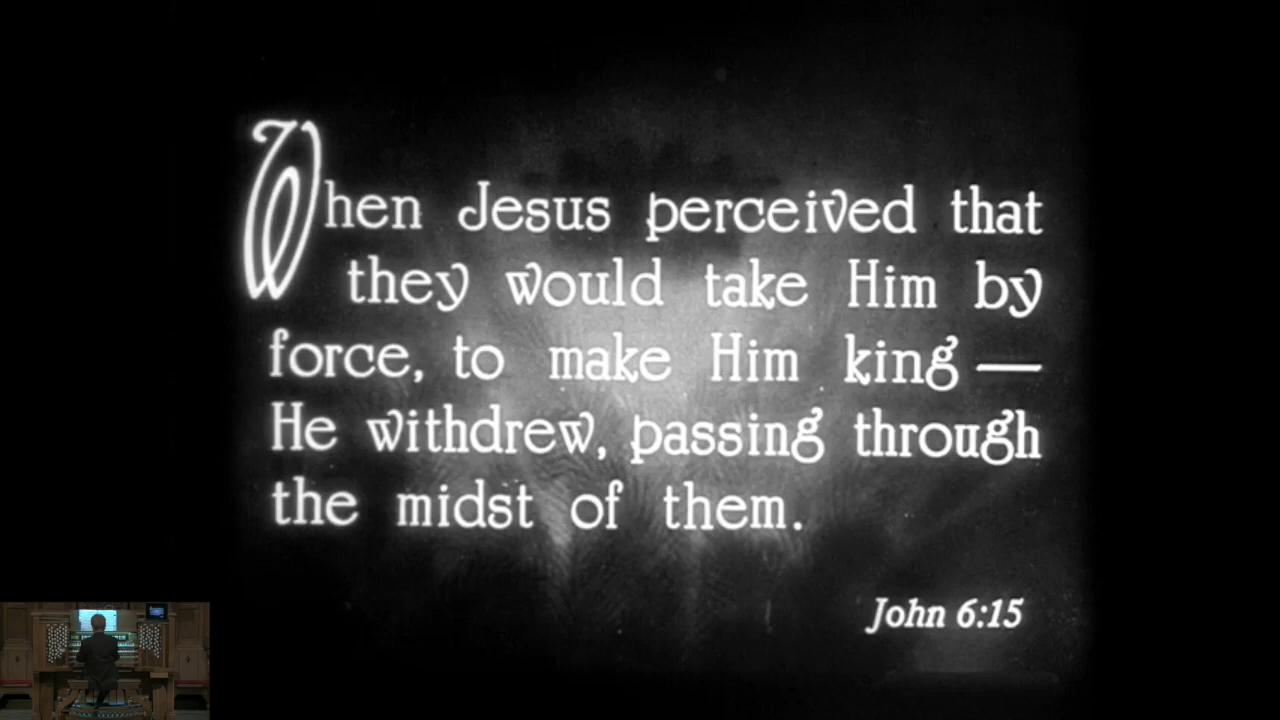 When Jesus perceived that
they would take Him by
force, to make Him king —
He withdrew, passing through
the midst of them.
John 6:15